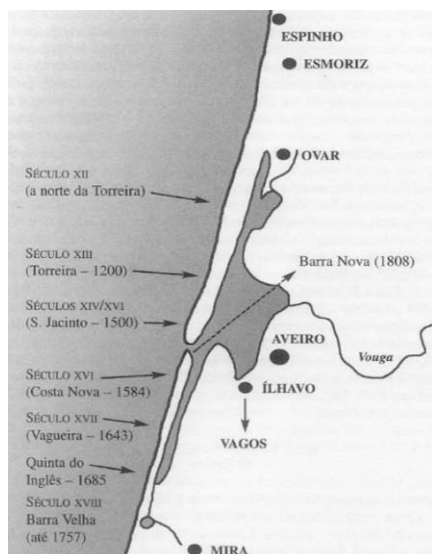 ESPINHO
ESMORIZ
OVAR
SÉCULO XII
(a norte da Torreira)
SÉCULO XIII
(Torreira – 1200)
Barra Nova (1808)
SÉCULOS XIV/XVI
(S. Jacinto – 1500)
AVEIRO
Vouga
SÉCULO XVI
(Costa Nova – 1584)
ÍLHAVO
SÉCULO XVII
(Vagueira – 1643)
VAGOS
Quinta do
Inglês – 1685
SÉCULO XVIII
Barra Velha
(até 1757)
MIRA